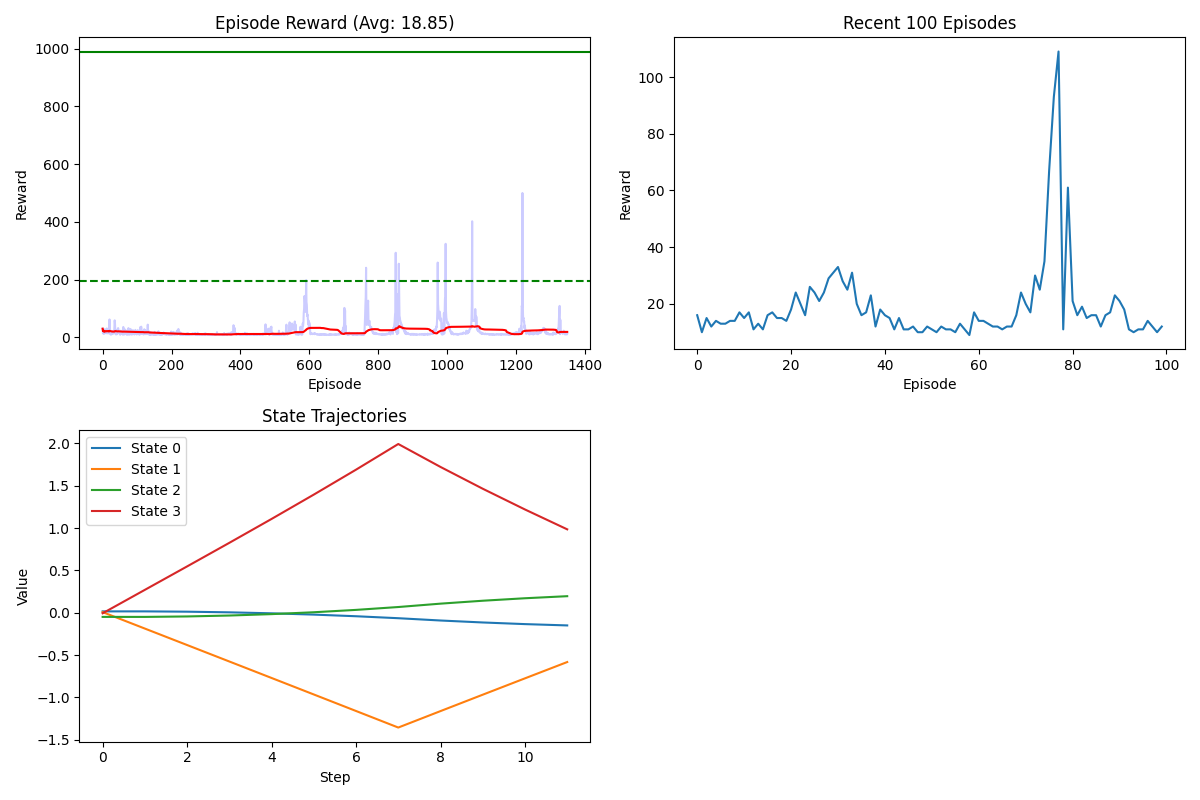 Episode Reward (Avg: 18.85)
Reward
1000
800
600
400
200
0
0 200 400 600 800 1000 1200 1400
Episode
Recent 100 Episodes
Reward
100
80
60
40
20
0 20 40 60 80 100
Episode
State Trajectories
Value
2.0
1.5
1.0
0.5
0.0
−0.5
−1.0
−1.5
State 0
State 1
State 2
State 3
0 2 4 6 8 10
Step